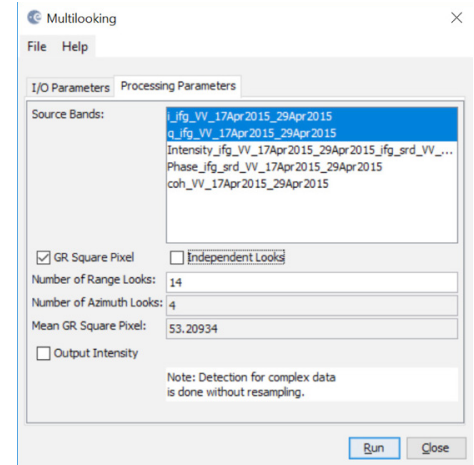 Multilooking
File Help
I/O Parameters Processing Parameters
Source Bands:
i_ifg_VV_17Apr2015_29Apr2015
q_ifg_VV_17Apr2015_29Apr2015
Intensity_ifg_VV_17Apr2015_29Apr2015_ifg_srd_VV_...
Phase_ifg_srd_VV_17Apr2015_29Apr2015
coh_VV_17Apr2015_29Apr2015
GR Square Pixel Independent Looks
Number of Range Looks: 14
Number of Azimuth Looks: 4
Mean GR Square Pixel: 53.20934
Output Intensity
Note: Detection for complex data
is done without resampling.
Run Close